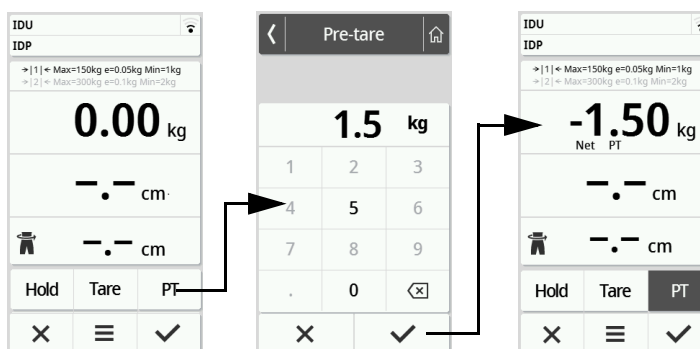 IDU
IDP
→|1|← Max=150kg e=0.05kg Min=1kg
→|2|← Max=300kg e=0.1kg Min=2kg
0.00 kg
-.- cm
-.- cm
Hold Tare PT
Pre-tare
1.5 kg
1 2 3
4 5 6
7 8 9
. 0
IDU
IDP
→|1|← Max=150kg e=0.05kg Min=1kg
→|2|← Max=300kg e=0.1kg Min=2kg
-1.50 kg
Net PT
-.- cm
-.- cm
Hold Tare PT